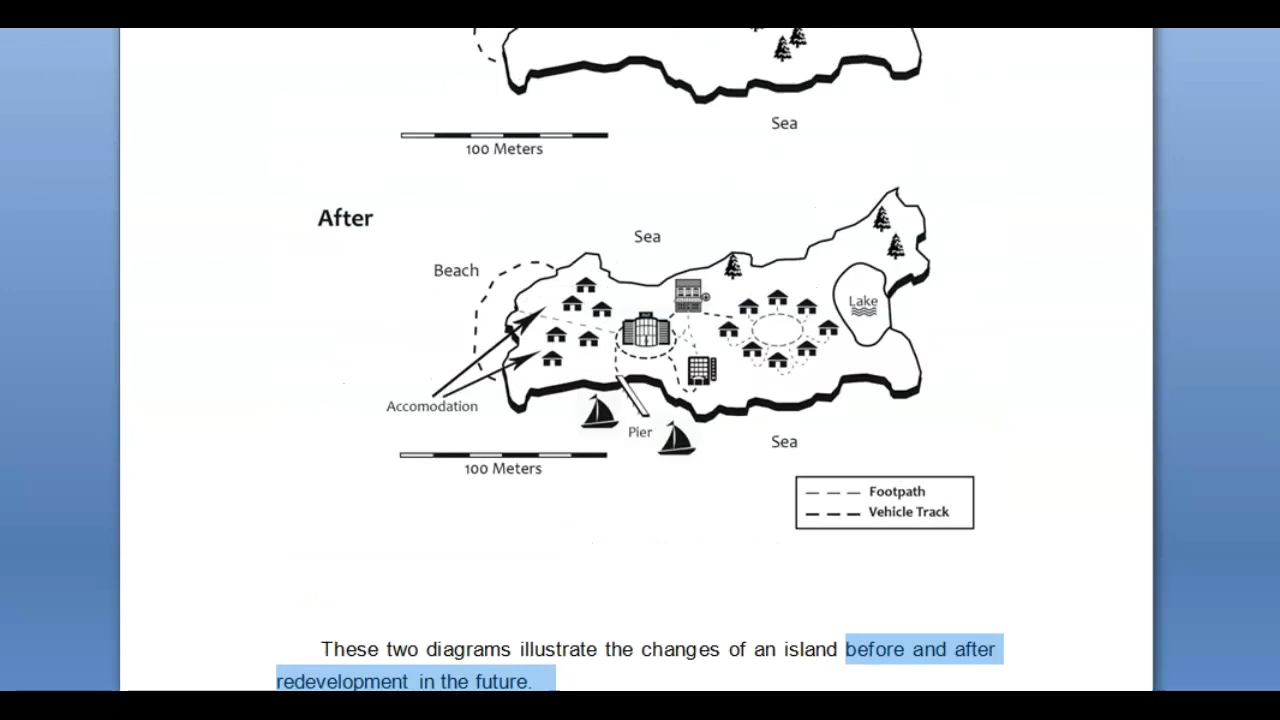 Sea
100 Meters
After
Sea
Beach
Lake
Accomodation
Pier
Sea
100 Meters
Footpath
Vehicle Track
These two diagrams illustrate the changes of an island before and after
redevelopment in the future.